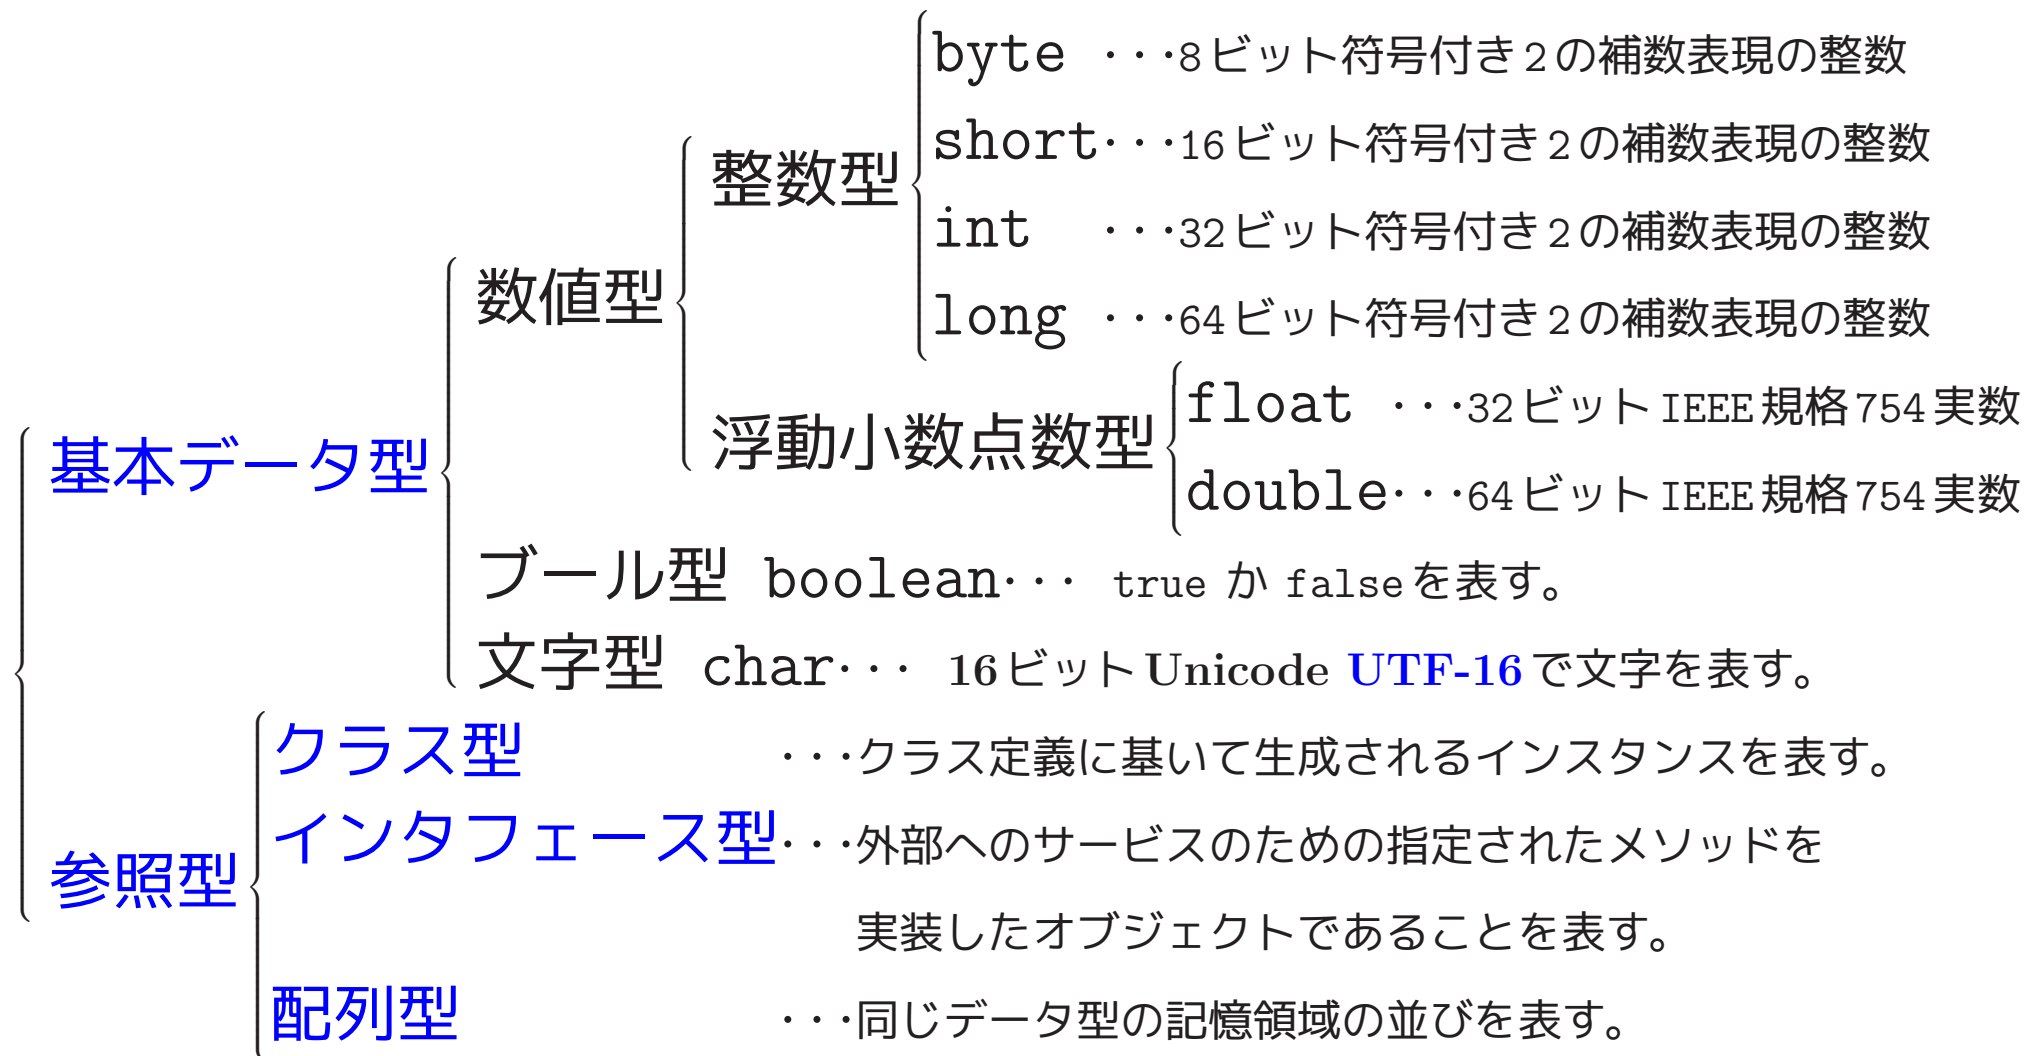 byte ···8ビット符号付き2の補数表現の整数
short···16ビット符号付き2の補数表現の整数
整数型
int ···32ビット符号付き2の補数表現の整数
数値型
long ···64ビット符号付き2の補数表現の整数
float ···32ビットIEEE規格754実数
浮動小数点数型
基本データ型
double···64ビットIEEE規格754実数
ブール型 boolean··· true か falseを表す。
文字型 char··· 16ビットUnicode UTF-16で文字を表す。
クラス型 ···クラス定義に基いて生成されるインスタンスを表す。
インタフェース型···外部へのサービスのための指定されたメソッドを
参照型
実装したオブジェクトであることを表す。
配列型 ···同じデータ型の記憶領域の並びを表す。